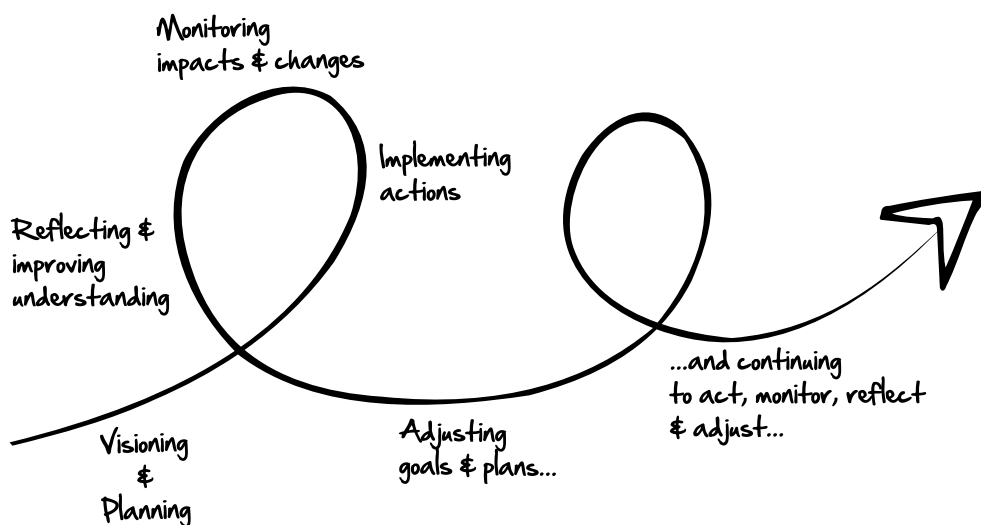 Monitoring
impacts & changes
Implementing
actions
Reflecting &
improving
understanding
Visioning
&
Planning
Adjusting
goals & plans...
...and continuing
to act, monitor, reflect
& adjust...